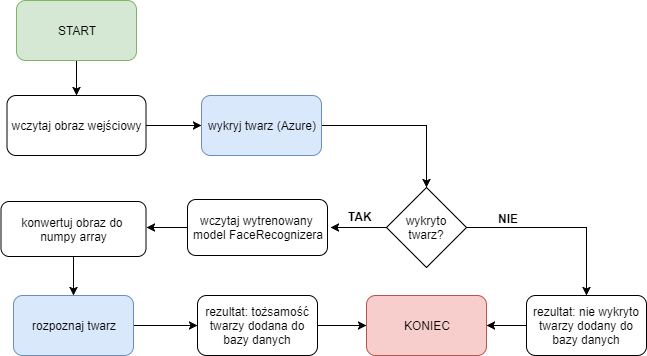 START
wczytaj obraz wejściowy
wykryj twarz (Azure)
wykryto
twarz?
TAK
NIE
wczytaj wytrenowany
model FaceRecognizera
konwertuj obraz do
numpy array
rozpoznaj twarz
rezultat: tożsamość
twarzy dodana do
bazy danych
KONIEC
rezultat: nie wykryto
twarzy dodany do
bazy danych